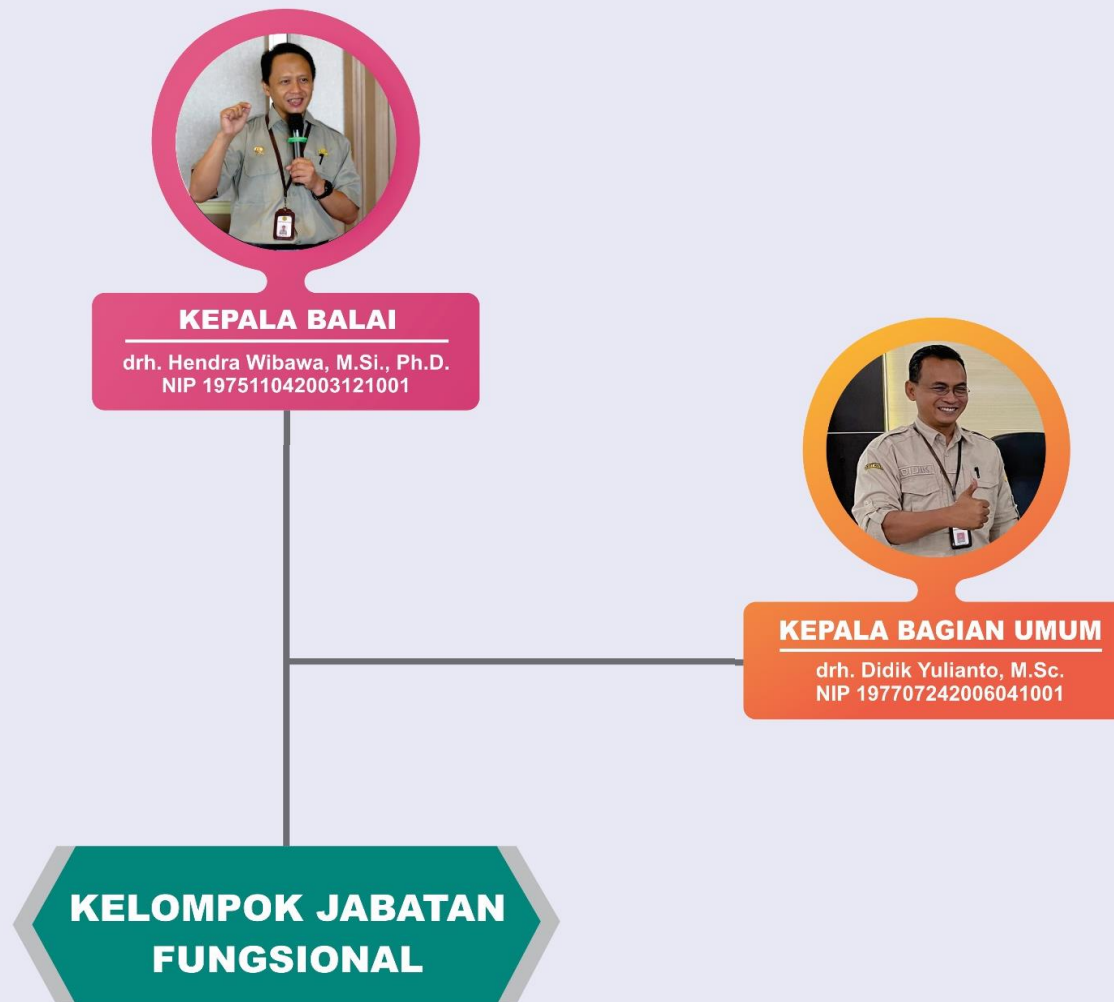 KEPALA BALAI
drh. Hendra Wibawa, M.Si., Ph.D.
NIP 197511042003121001
KEPALA BAGIAN UMUM
drh. Didik Yulianto, M.Sc.
NIP 197707242006041001
KELOMPOK JABATAN
FUNGSIONAL